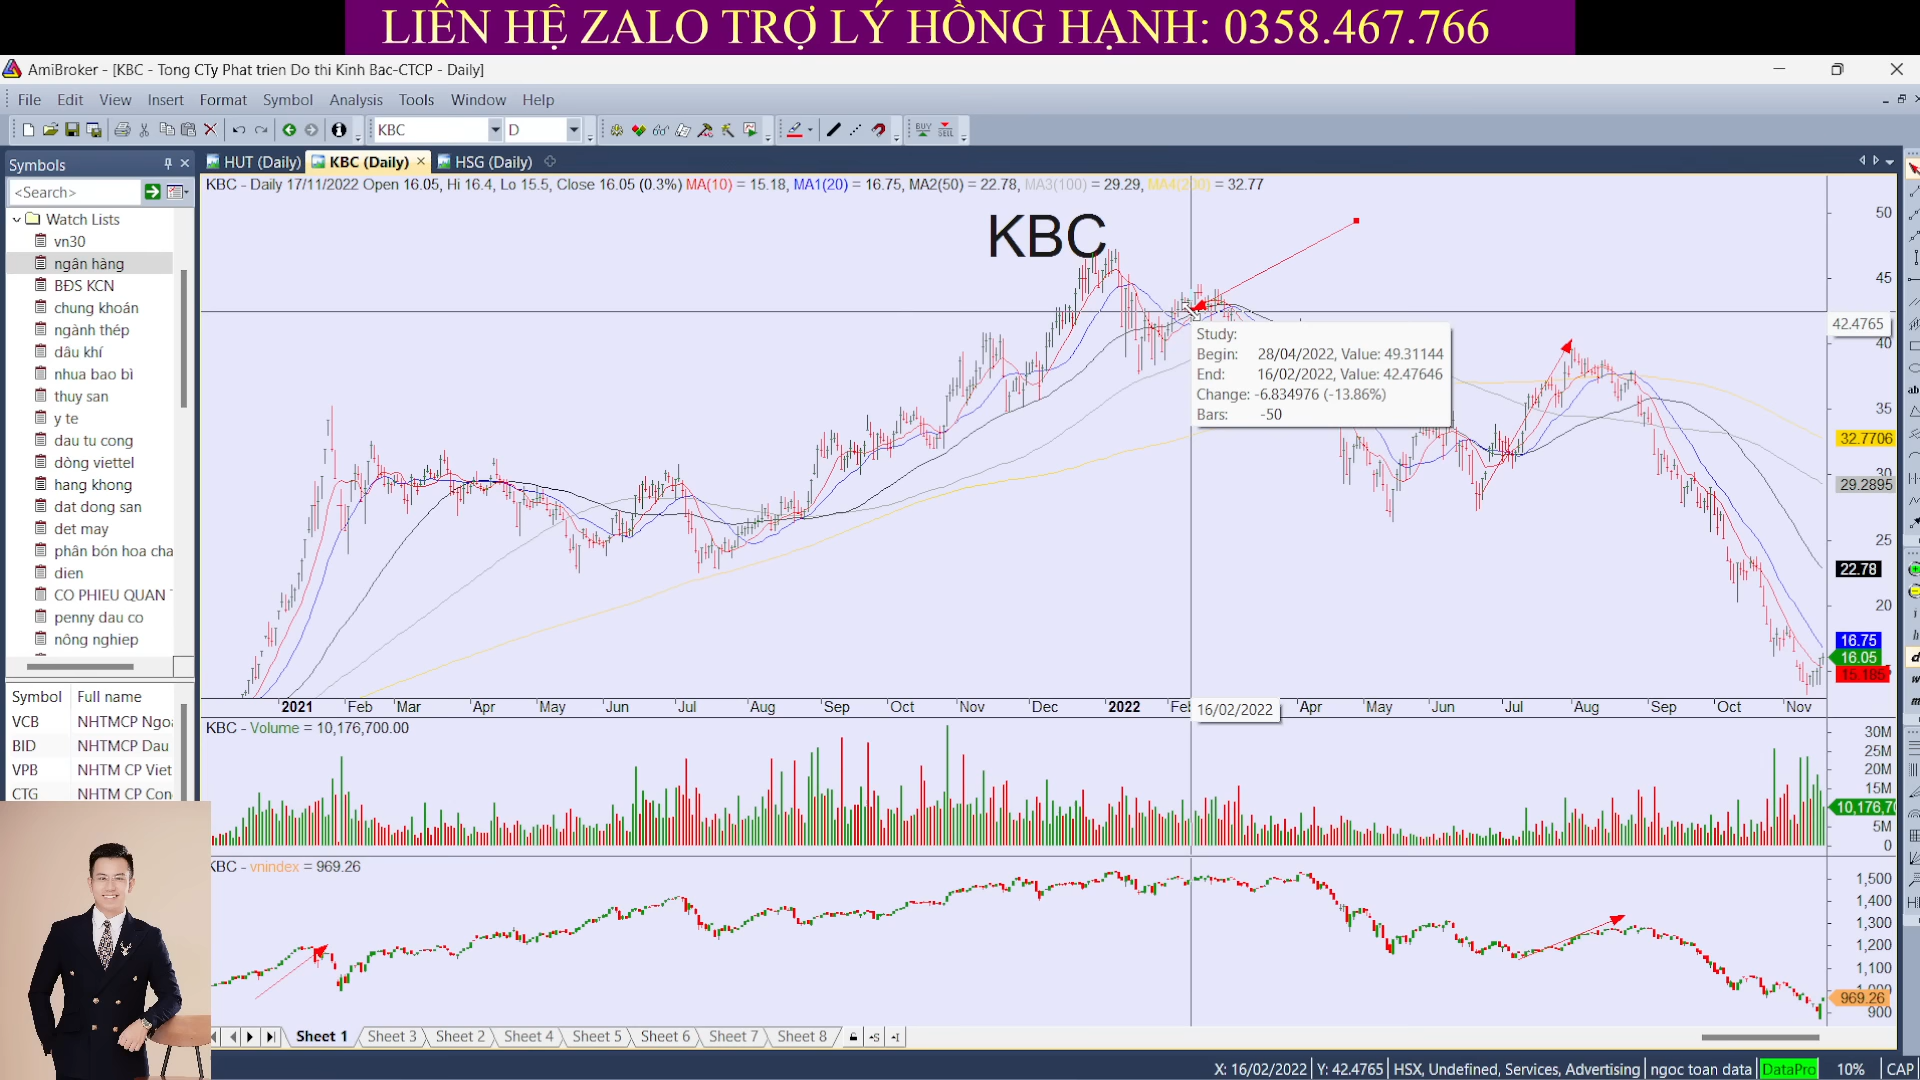 LIÊN HỆ ZALO TRỢ LÝ HỒNG HẠNH: 0358.467.766
AmiBroker - [KBC - Tong CTy Phat trien Do thi Kinh Bac-CTCP - Daily]
File Edit View Insert Format Symbol Analysis Tools Window Help
KBC D BUY SELL
Symbols
HUT (Daily) KBC (Daily) HSG (Daily)
<Search>
KBC - Daily 17/11/2022 Open 16.05, Hi 16.4, Lo 15.5, Close 16.05 (0.3%) MA(10) = 15.18, MA1(20) = 16.75, MA2(50) = 22.78, MA3(100) = 29.29, MA4(200) = 32.77
Watch Lists
vn30
ngân hàng
BĐS KCN
chung khoán
ngành thép
dâu khí
nhua bao bì
thuy san
y te
dau tu cong
dòng viettel
hang khong
dat dong san
det may
phân bón hoa cha
dien
CO PHIEU QUAN
penny dau co
nông nghiep
KBC
Study:
Begin: 28/04/2022, Value: 49.31144
End: 16/02/2022, Value: 42.47646
Change: -6.834976 (-13.86%)
Bars: -50
50
45
42.4765
40
35
32.7706
30
29.2895
25
22.78
20
16.75
16.05
15.185
2021 Feb Mar Apr May Jun Jul Aug Sep Oct Nov Dec 2022 Feb 16/02/2022 Apr May Jun Jul Aug Sep Oct Nov
Symbol Full name
VCB NHTMCP Ngo
BID NHTMCP Dau
VPB NHTM CP Viet
CTG NHTM CP Con
KBC - Volume = 10,176,700.00
30M
25M
20M
15M
10,176,70
5M
0
KBC - vnindex = 969.26
1,500
1,400
1,300
1,200
1,100
1,000
969.26
900
Sheet 1 Sheet 3 Sheet 2 Sheet 4 Sheet 5 Sheet 6 Sheet 7 Sheet 8
X: 16/02/2022 Y: 42.4765 HSX, Undefined, Services, Advertising ngoc toan data DataPro 10% CAP